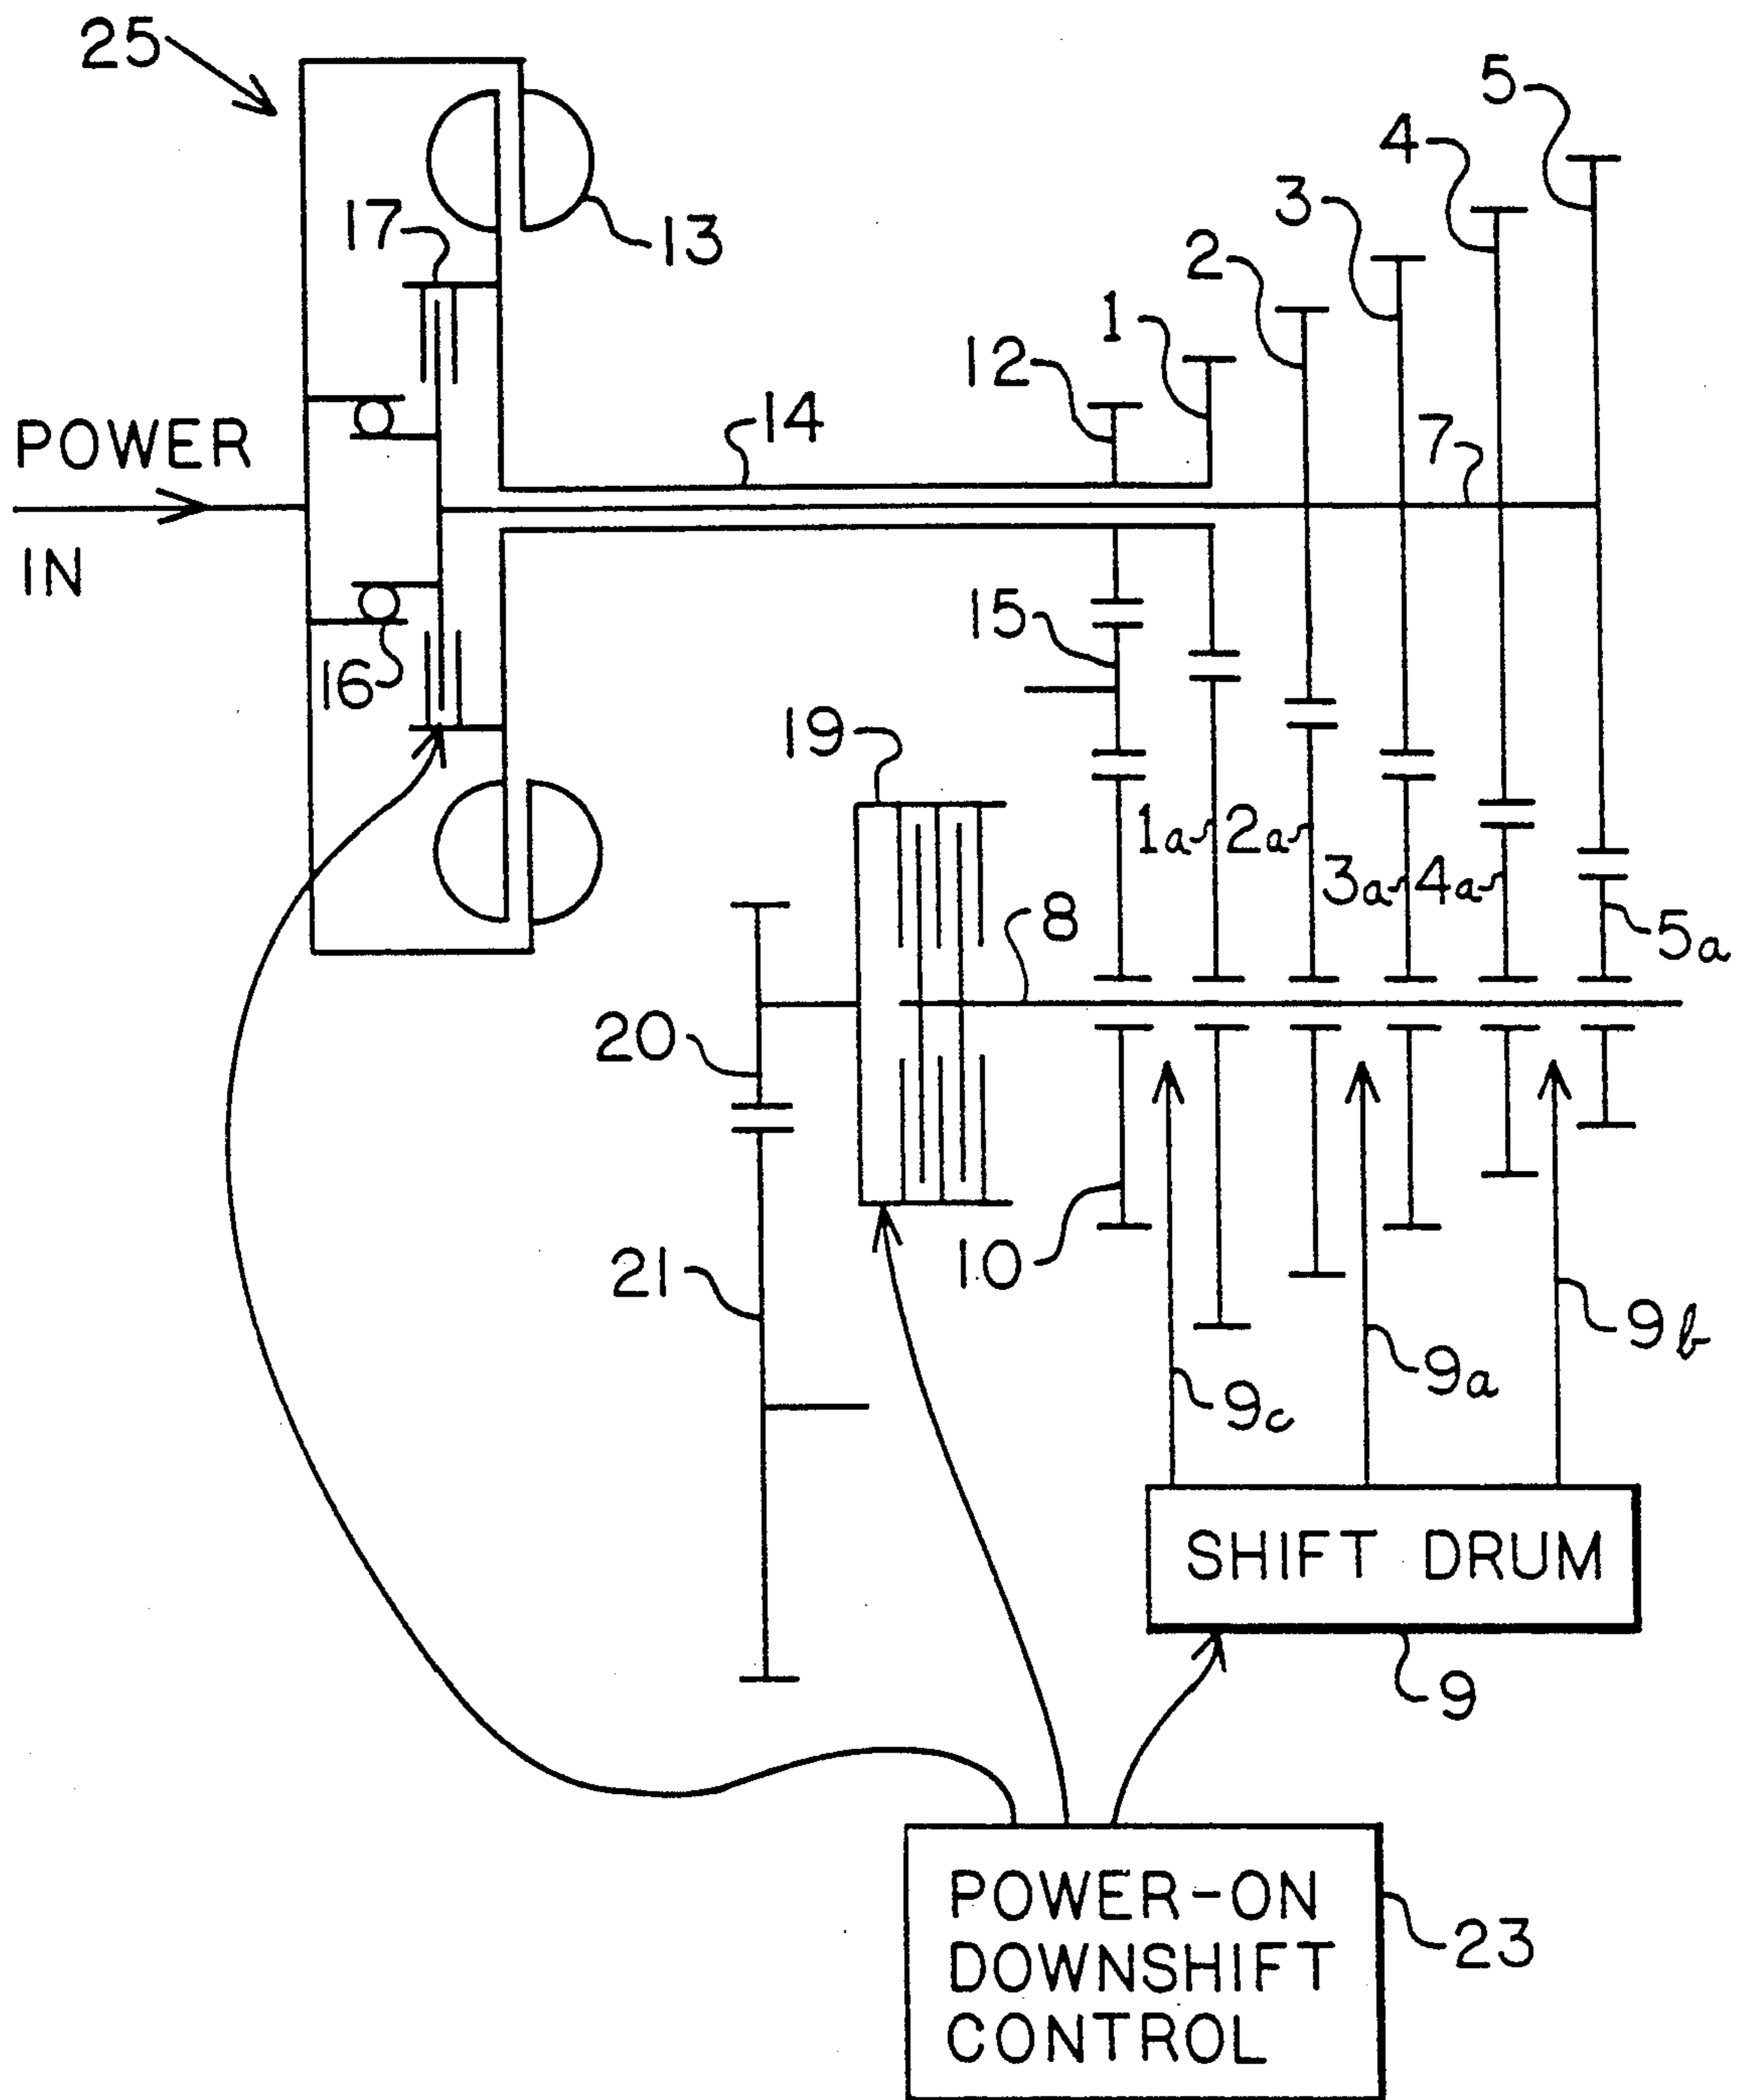 25
5
4
3
17
13
2
1
12
14
7
POWER
IN
15
16
19
1a
2a
3a
4a
8
5a
20
10
21
9b
9a
9c
SHIFT DRUM
9
POWER-ON
DOWNSHIFT
CONTROL
23